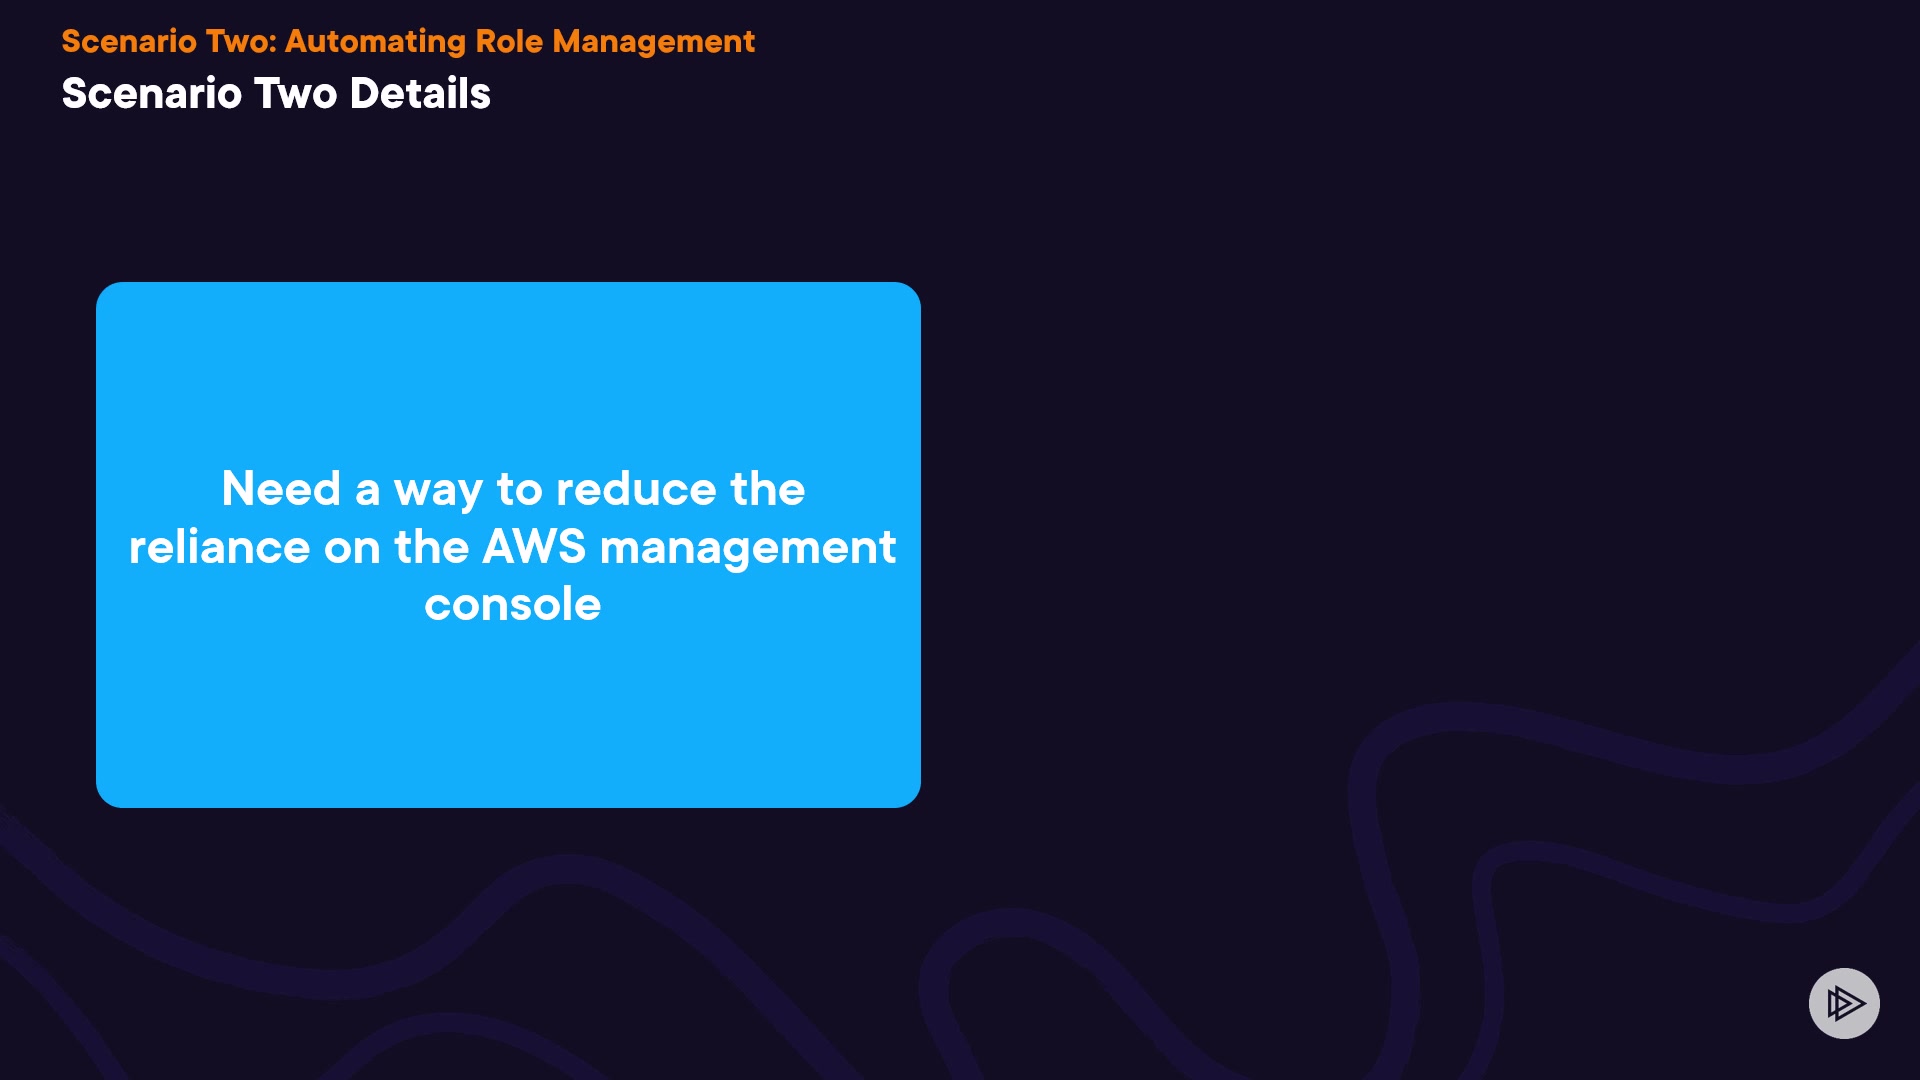 Scenario Two: Automating Role Management
Scenario Two Details
Need a way to reduce the
reliance on the AWS management
console